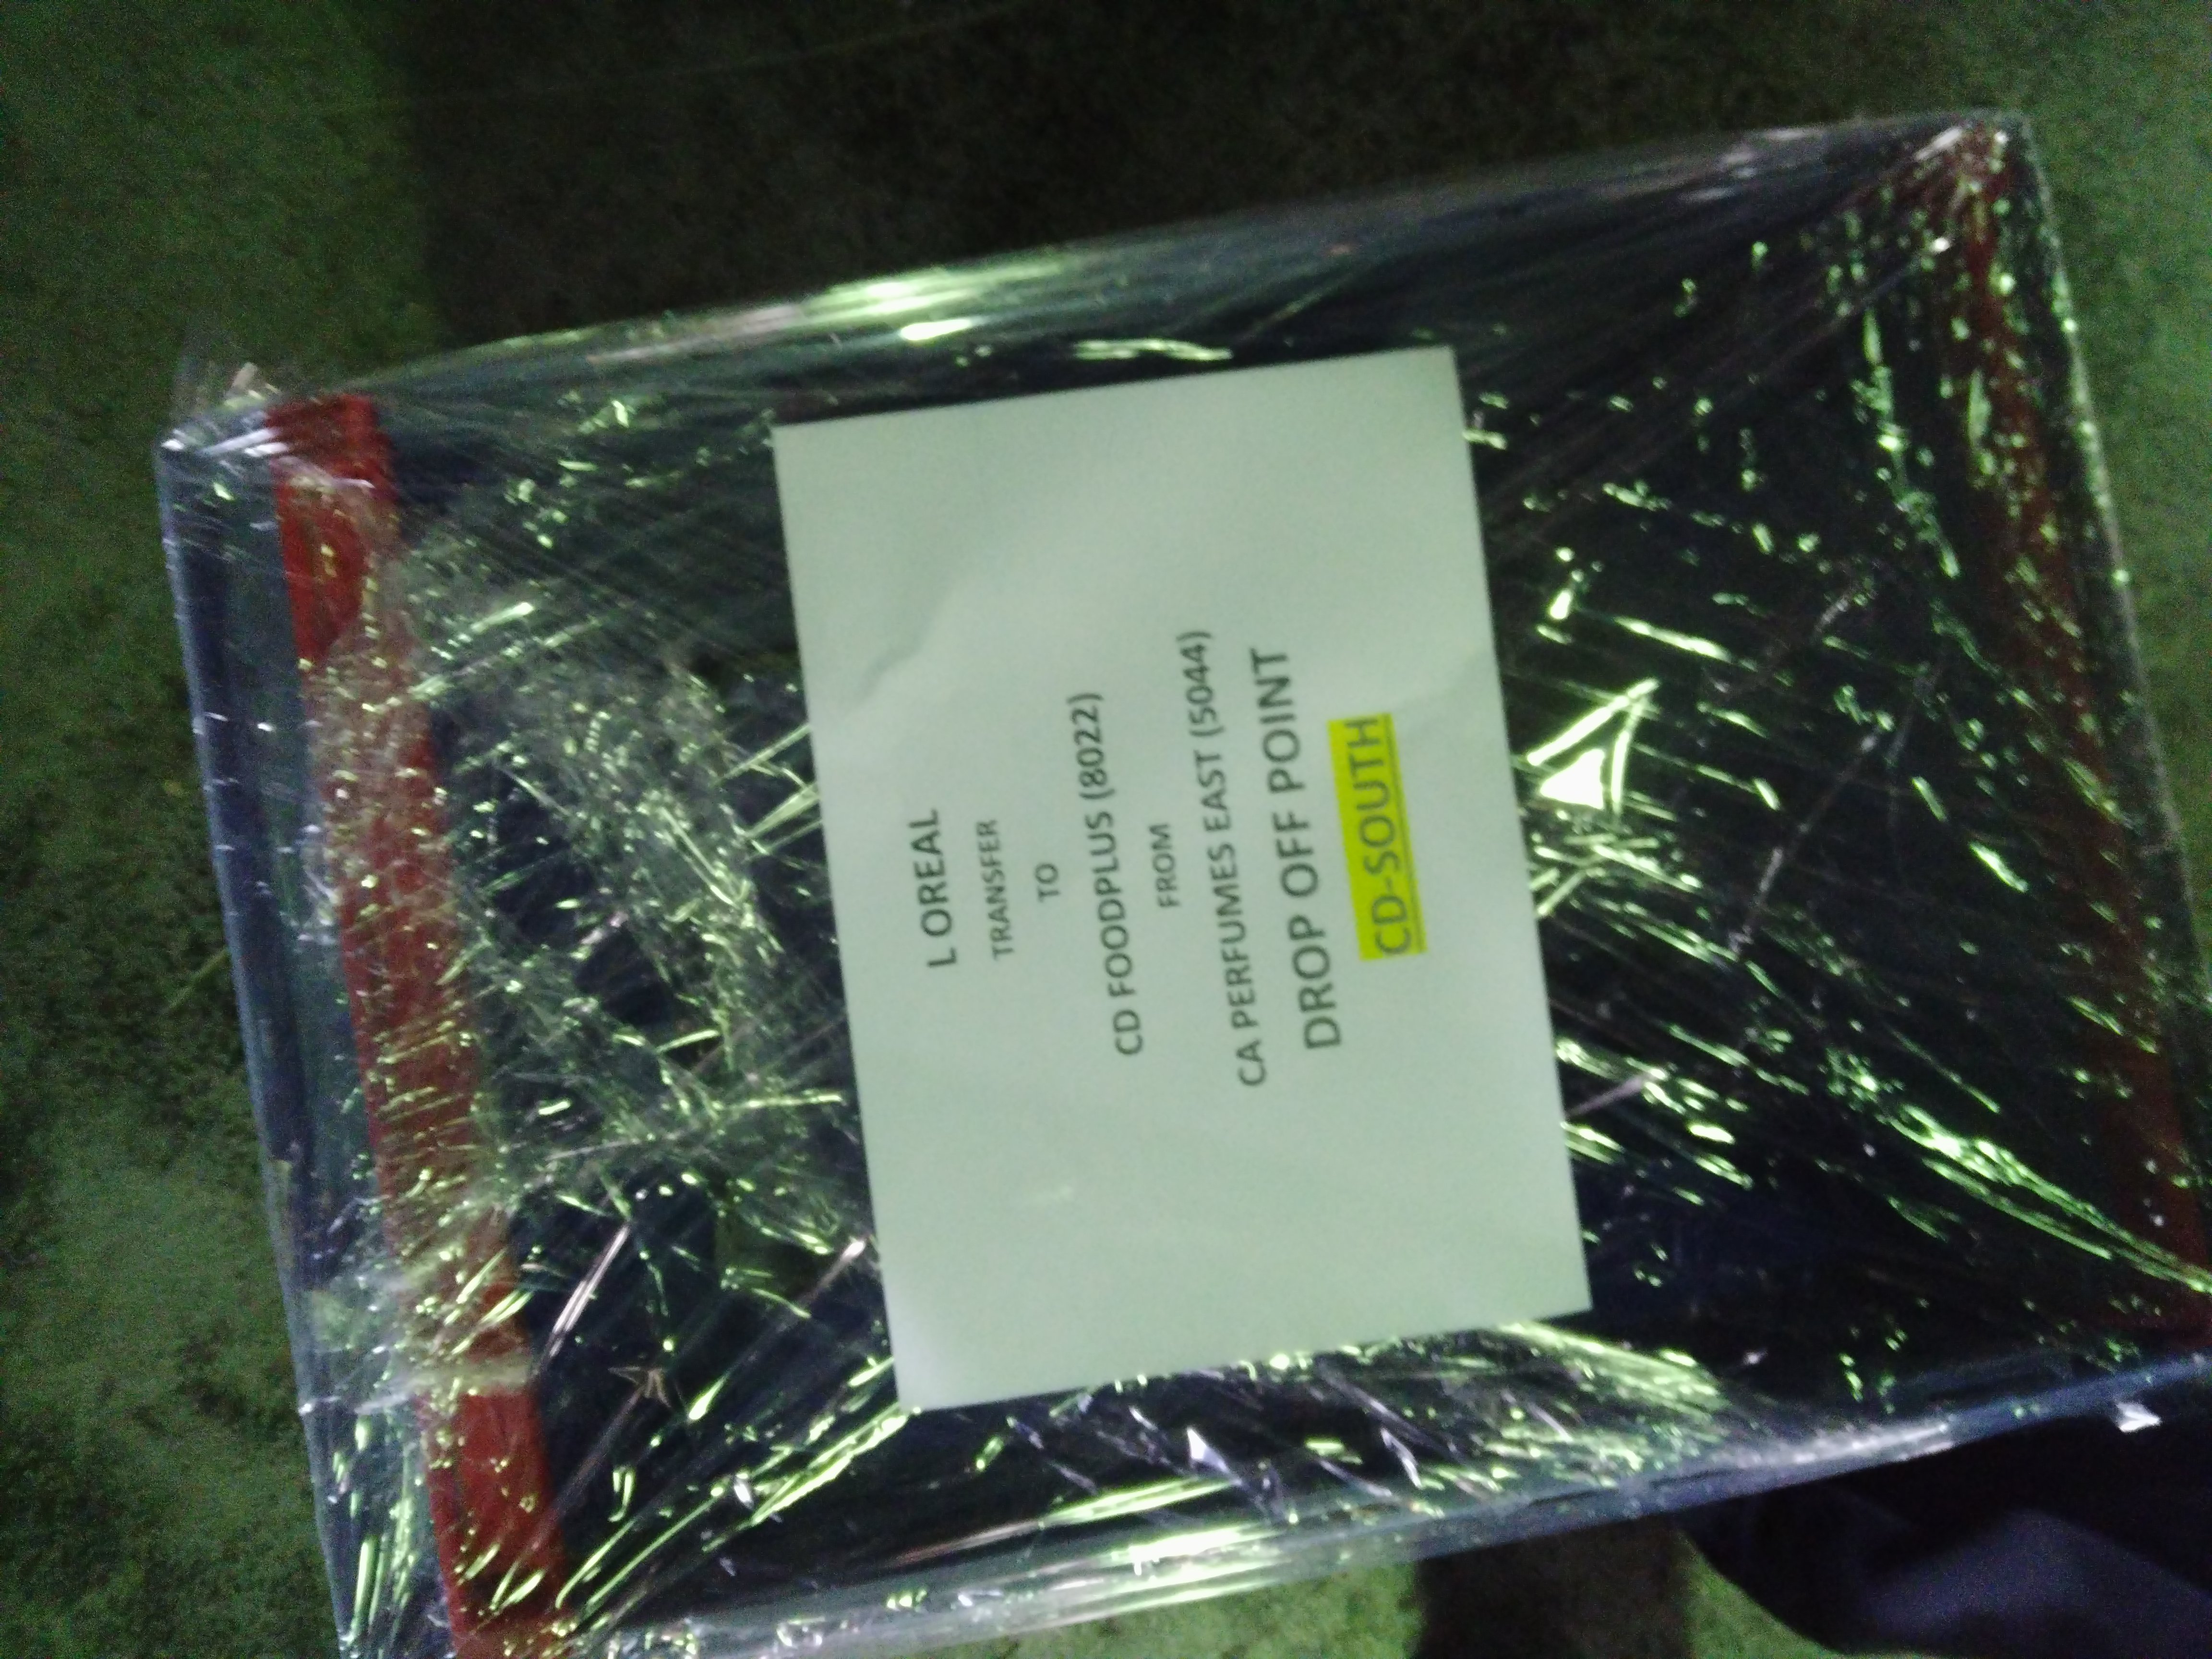 L OREAL
TRANSFER
TO
CD FOODPLUS (8022)
FROM
CA PERFUMES EAST (5044)
DROP OFF POINT
CD-SOUTH